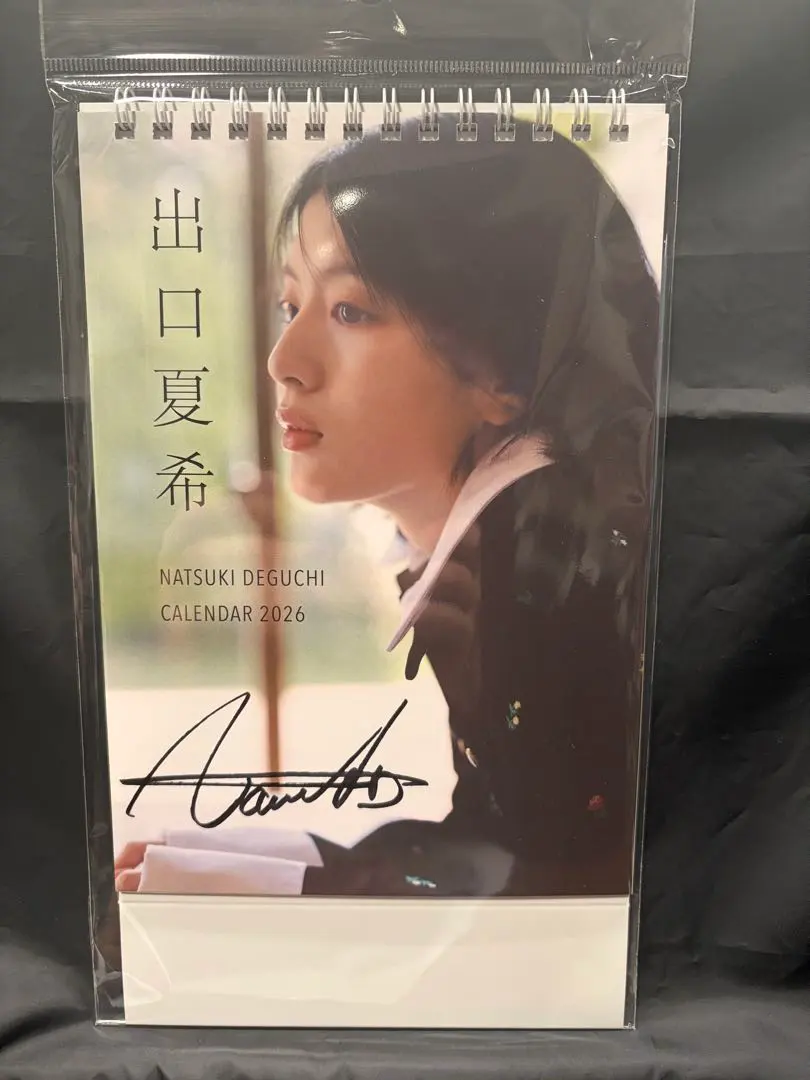 出口夏希
NATSUKI DEGUCHI
CALENDAR 2026